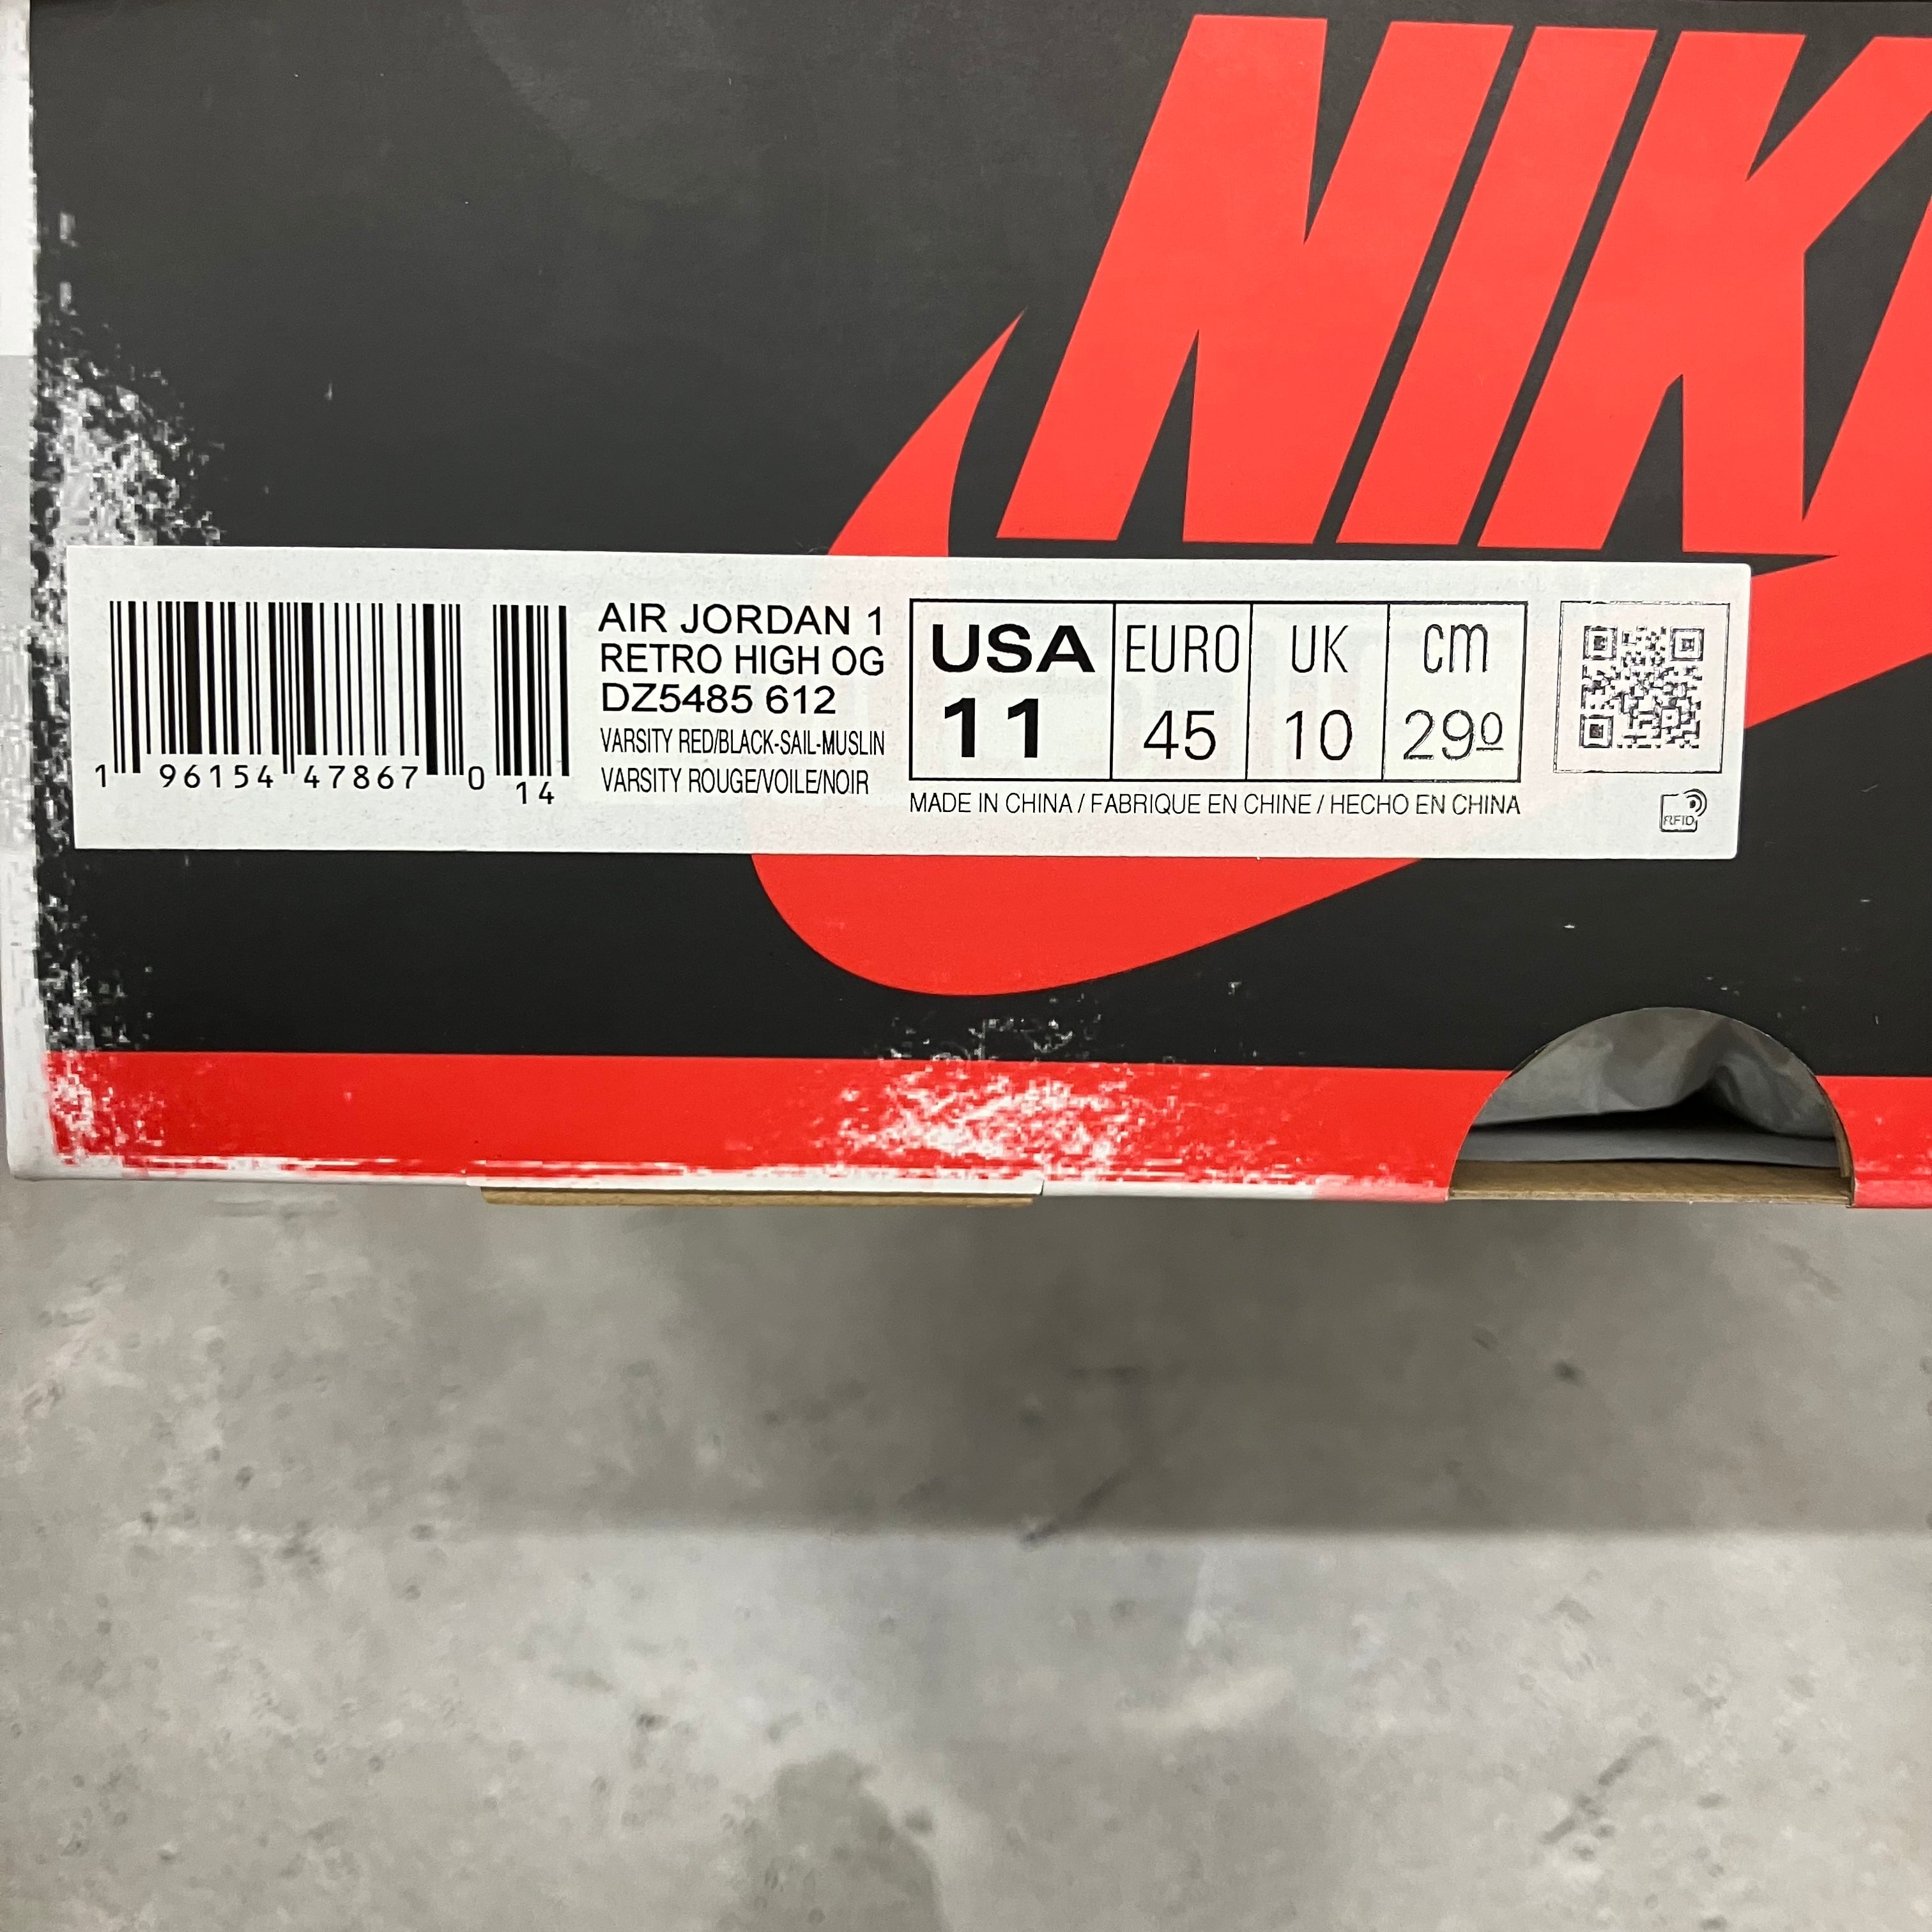 NIK
AIR JORDAN 1
RETRO HIGH OG
DZ5485 612
VARSITY RED/BLACK-SAIL-MUSLIN
VARSITY ROUGE/VOILE/NOIR
1 96154 47867 0 14
USA EURO UK cm
11 45 10 290
MADE IN CHINA / FABRIQUE EN CHINE / HECHO EN CHINA
RFID